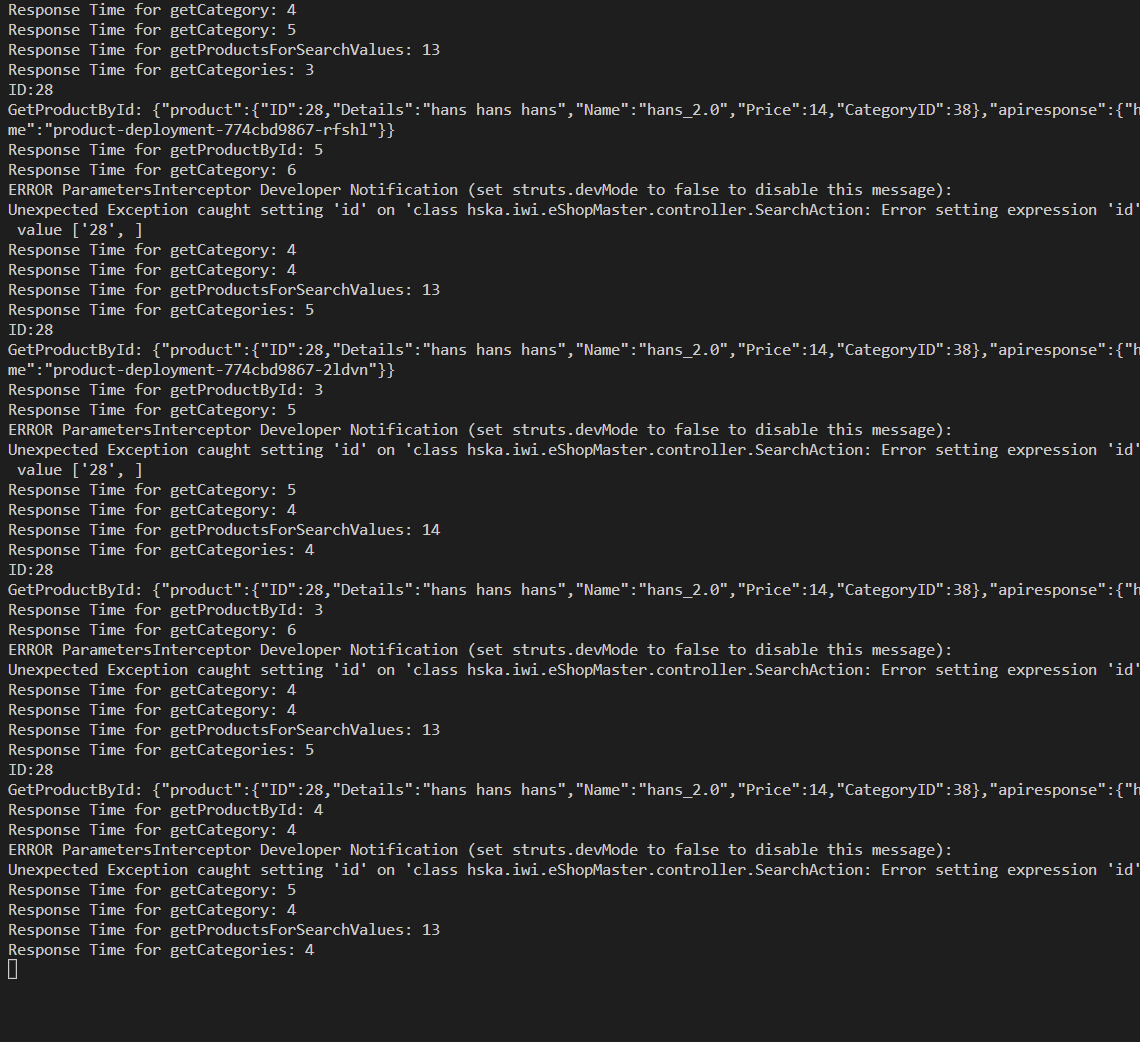 Response Time for getCategory: 4
Response Time for getCategory: 5
Response Time for getProductsForSearchValues: 13
Response Time for getCategories: 3
ID:28
GetProductById: {"product":{"ID":28,"Details":"hans hans hans","Name":"hans_2.0","Price":14,"CategoryID":38},"apiresponse":{"h
me":"product-deployment-774cbd9867-rfshl"}}
Response Time for getProductById: 5
Response Time for getCategory: 6
ERROR ParametersInterceptor Developer Notification (set struts.devMode to false to disable this message):
Unexpected Exception caught setting 'id' on 'class hska.iwi.eShopMaster.controller.SearchAction: Error setting expression 'id'
 value ['28', ]
Response Time for getCategory: 4
Response Time for getCategory: 4
Response Time for getProductsForSearchValues: 13
Response Time for getCategories: 5
ID:28
GetProductById: {"product":{"ID":28,"Details":"hans hans hans","Name":"hans_2.0","Price":14,"CategoryID":38},"apiresponse":{"h
me":"product-deployment-774cbd9867-2ldvn"}}
Response Time for getProductById: 3
Response Time for getCategory: 5
ERROR ParametersInterceptor Developer Notification (set struts.devMode to false to disable this message):
Unexpected Exception caught setting 'id' on 'class hska.iwi.eShopMaster.controller.SearchAction: Error setting expression 'id'
 value ['28', ]
Response Time for getCategory: 5
Response Time for getCategory: 4
Response Time for getProductsForSearchValues: 14
Response Time for getCategories: 4
ID:28
GetProductById: {"product":{"ID":28,"Details":"hans hans hans","Name":"hans_2.0","Price":14,"CategoryID":38},"apiresponse":{"h
Response Time for getProductById: 3
Response Time for getCategory: 6
ERROR ParametersInterceptor Developer Notification (set struts.devMode to false to disable this message):
Unexpected Exception caught setting 'id' on 'class hska.iwi.eShopMaster.controller.SearchAction: Error setting expression 'id'
Response Time for getCategory: 4
Response Time for getCategory: 4
Response Time for getProductsForSearchValues: 13
Response Time for getCategories: 5
ID:28
GetProductById: {"product":{"ID":28,"Details":"hans hans hans","Name":"hans_2.0","Price":14,"CategoryID":38},"apiresponse":{"h
Response Time for getProductById: 4
Response Time for getCategory: 4
ERROR ParametersInterceptor Developer Notification (set struts.devMode to false to disable this message):
Unexpected Exception caught setting 'id' on 'class hska.iwi.eShopMaster.controller.SearchAction: Error setting expression 'id'
Response Time for getCategory: 5
Response Time for getCategory: 4
Response Time for getProductsForSearchValues: 13
Response Time for getCategories: 4